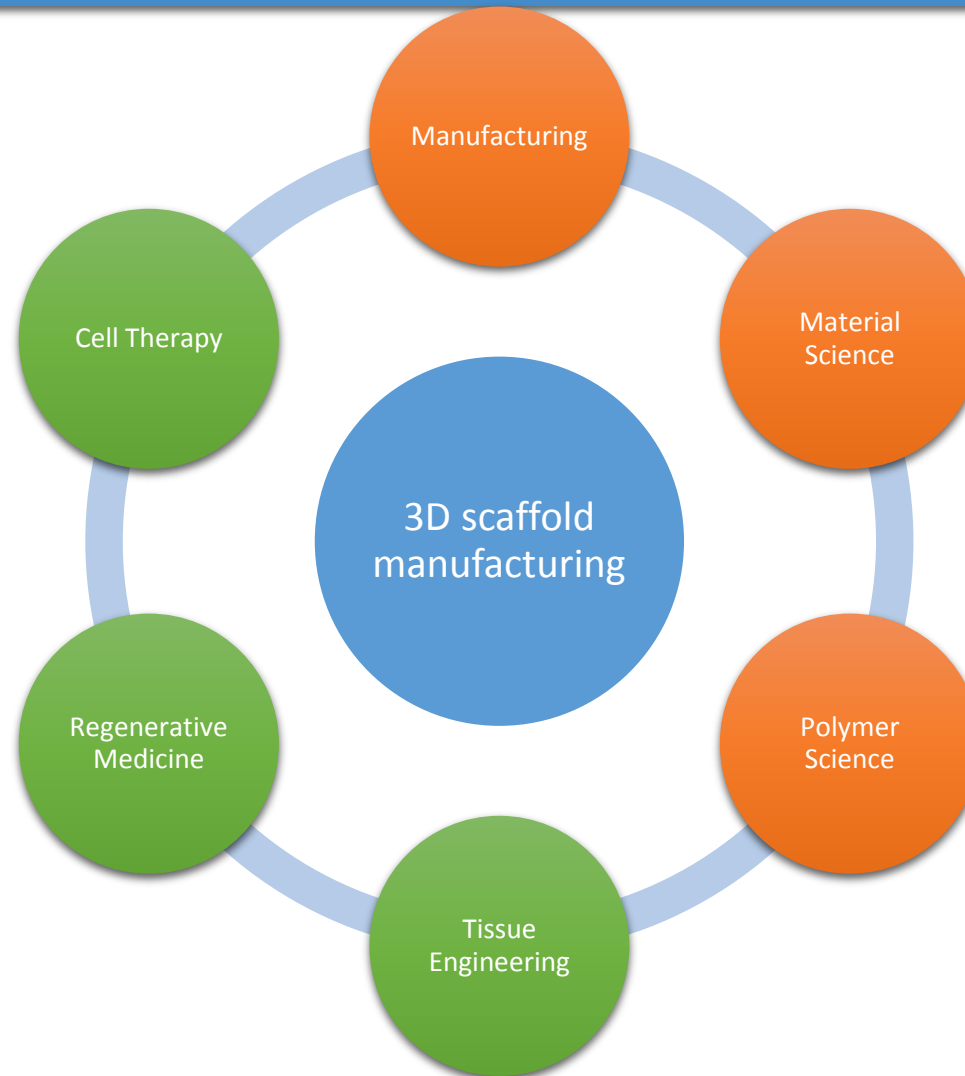 Manufacturing
Material
Science
Polymer
Science
Tissue
Engineering
Regenerative
Medicine
Cell Therapy
3D scaffold
manufacturing